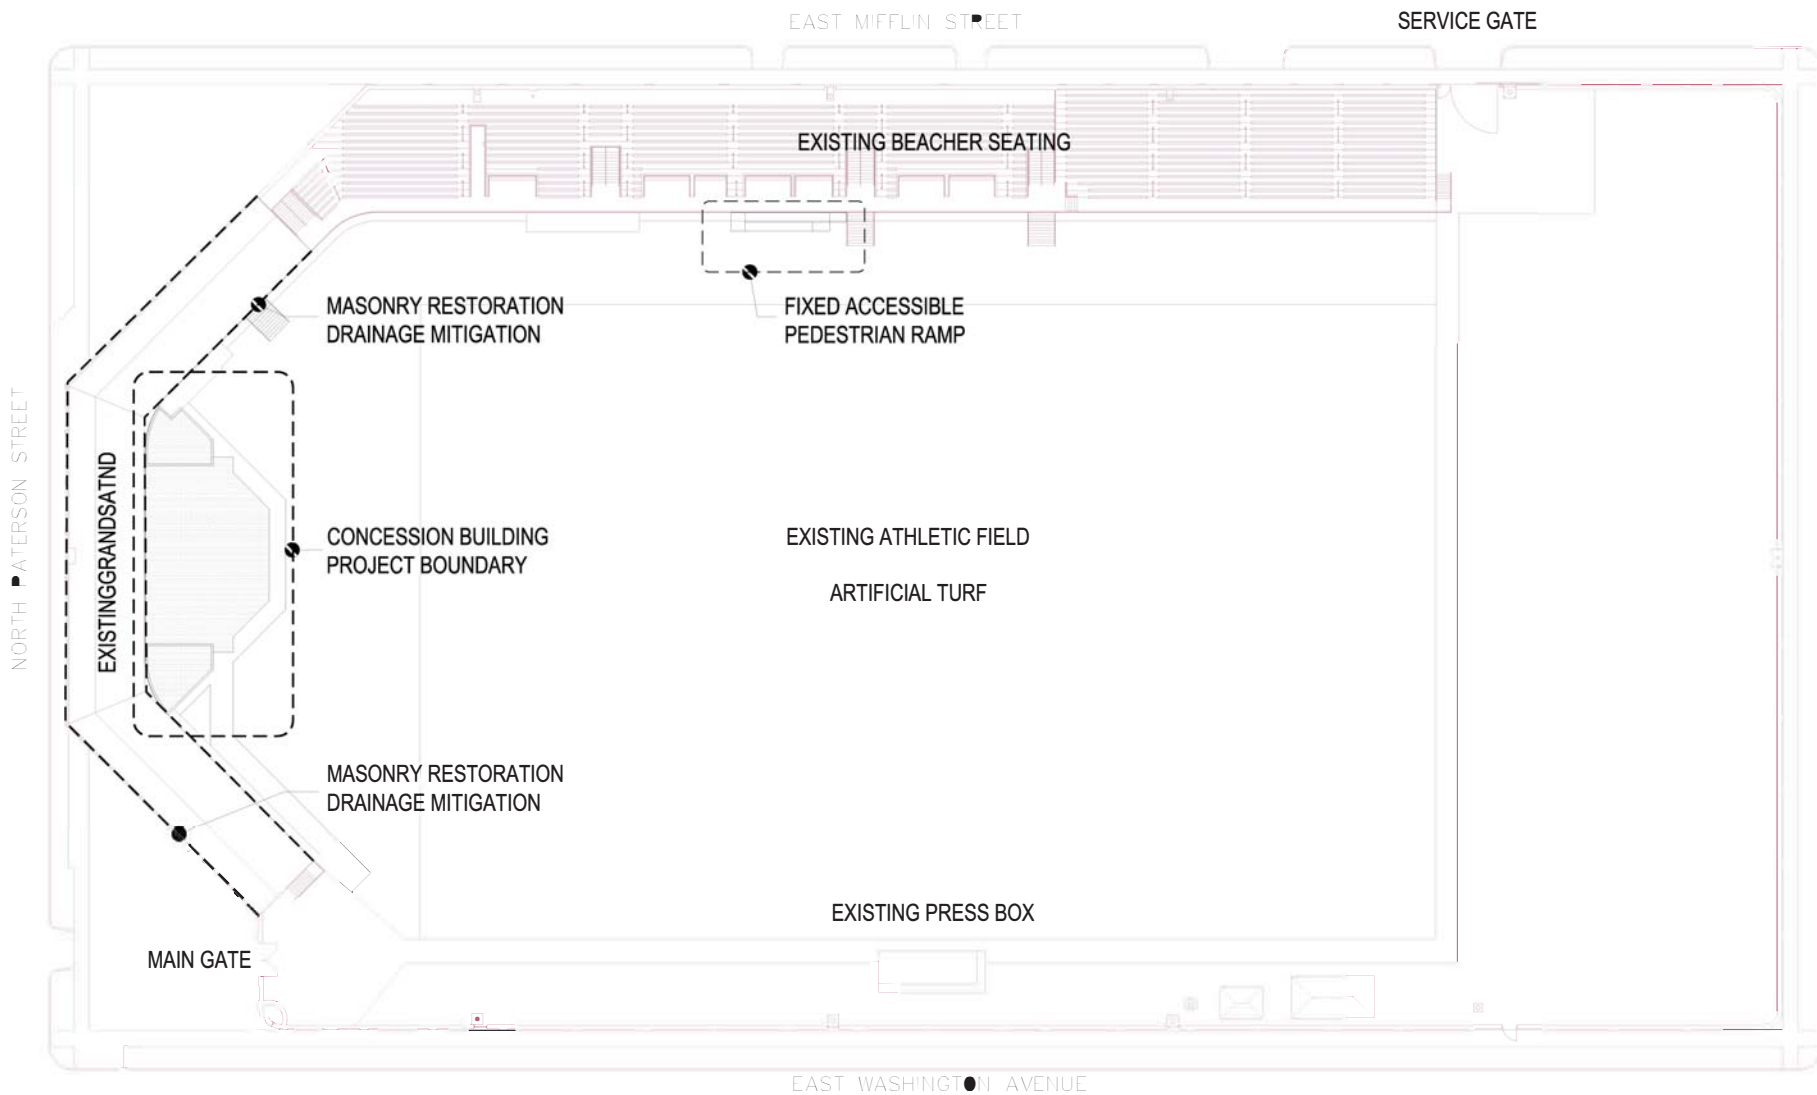 EAST MIFFLIN STREET
SERVICE GATE
EXISTING BEACHER SEATING
MASONRY RESTORATION
DRAINAGE MITIGATION
FIXED ACCESSIBLE
PEDESTRIAN RAMP
NORTH PATERSON STREET
EXISTINGGRANDSATND
CONCESSION BUILDING
PROJECT BOUNDARY
EXISTING ATHLETIC FIELD
ARTIFICIAL TURF
MASONRY RESTORATION
DRAINAGE MITIGATION
EXISTING PRESS BOX
MAIN GATE
EAST WASHINGTON AVENUE